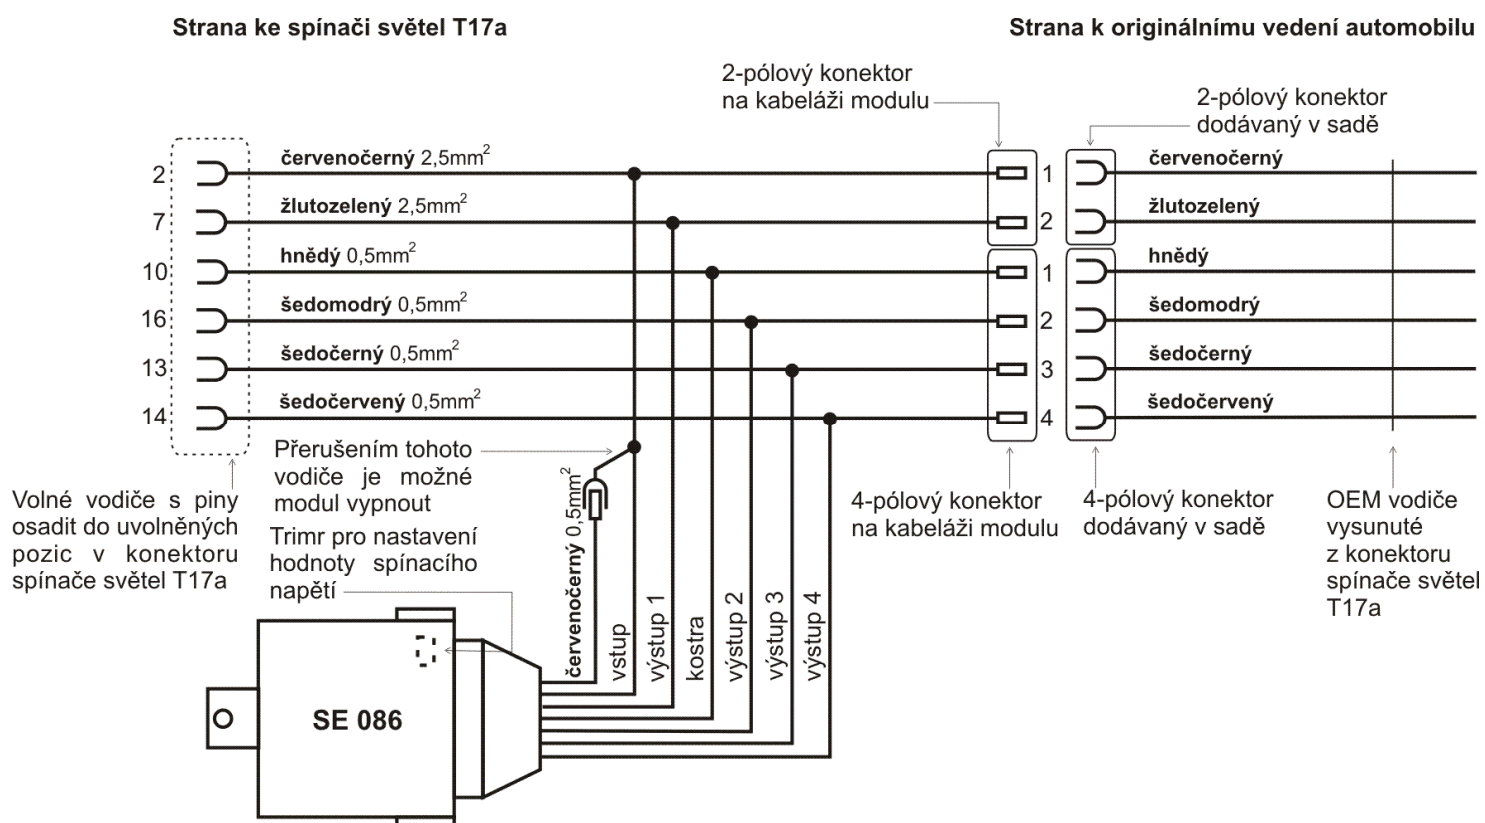 Strana ke spínači světel T17a
Strana k originálnímu vedení automobilu
2-pólový konektor
na kabeláži modulu
2-pólový konektor
dodávaný v sadě
2
červenočerný 2,5mm²
1
červenočerný
7
žlutozelený 2,5mm²
2
žlutozelený
10
hnědý 0,5mm²
1
hnědý
16
šedomodrý 0,5mm²
2
šedomodrý
13
šedočerný 0,5mm²
3
šedočerný
14
šedočervený 0,5mm²
4
šedočervený
Přerušením tohoto
vodiče je možné
modul vypnout
Volné vodiče s piny
osadit do uvolněných
pozic v konektoru
spínače světel T17a
Trimr pro nastavení
hodnoty spínacího
napětí
4-pólový konektor
na kabeláži modulu
4-pólový konektor
dodávaný v sadě
OEM vodiče
vysunuté
z konektoru
spínače světel
T17a
červenočerný 0,5mm²
vstup
výstup 1
kostra
výstup 2
výstup 3
výstup 4
SE 086